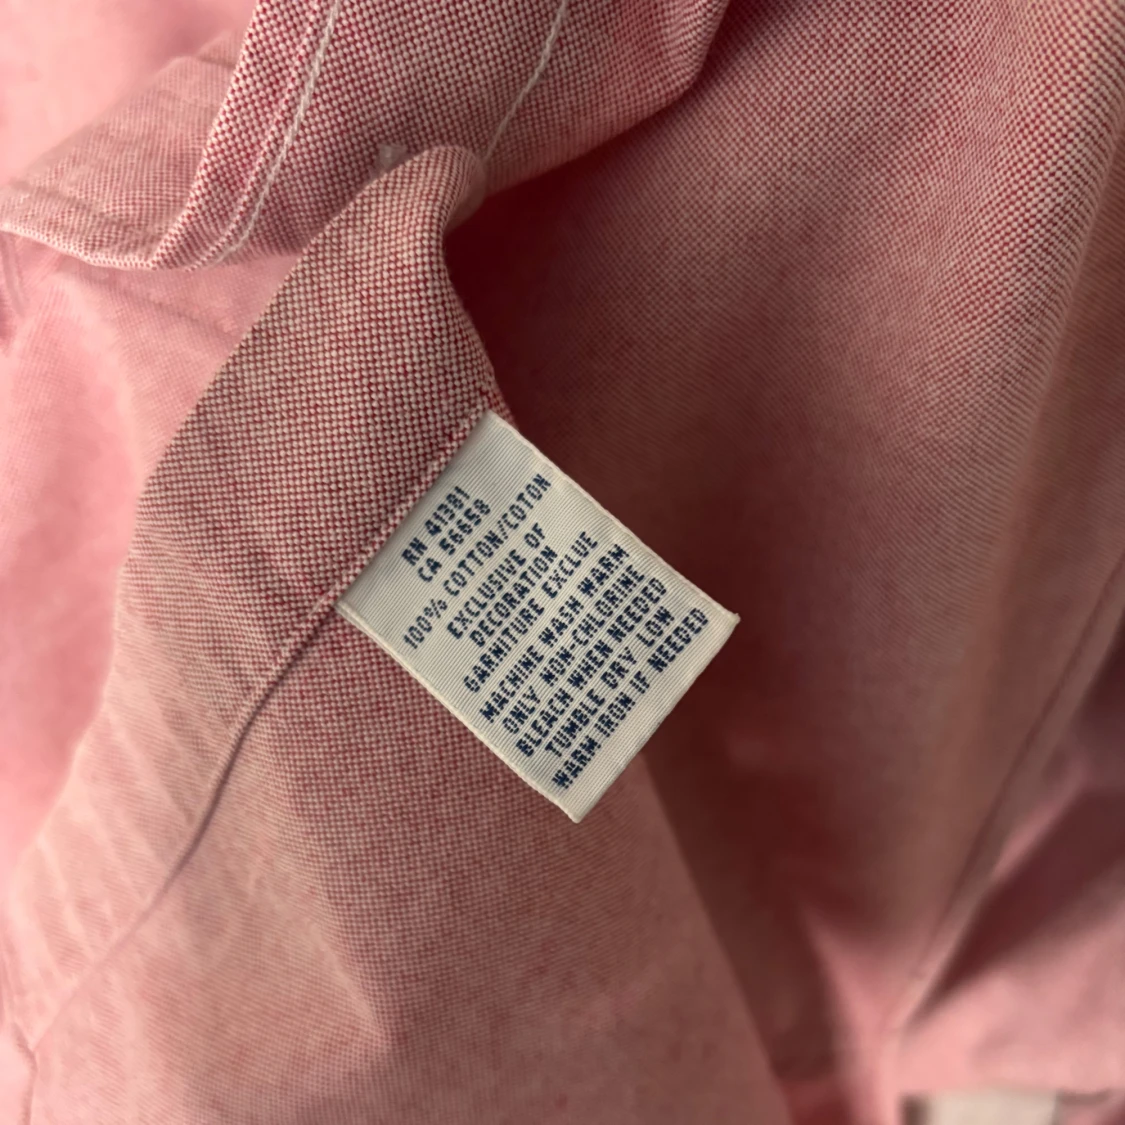 RN 41381
CA 56658
100% COTTON/COTON
EXCLUSIVE OF
DECORATION
GARNITURE EXCLUE
MACHINE WASH WARM
ONLY NON-CHLORINE
BLEACH WHEN NEEDED
TUMBLE DRY LOW
WARM IRON IF NEEDED